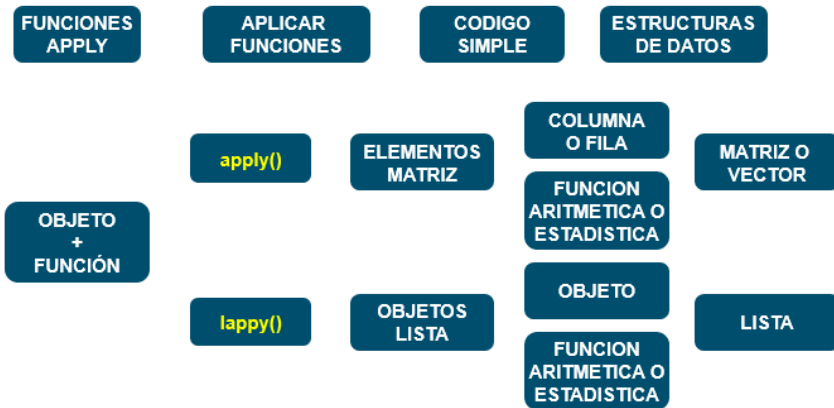 FUNCIONES
APPLY
APLICAR
FUNCIONES
CODIGO
SIMPLE
ESTRUCTURAS
DE DATOS
OBJETO
+
FUNCIÓN
apply()
ELEMENTOS
MATRIZ
COLUMNA
O FILA
FUNCION
ARITMETICA O
ESTADISTICA
MATRIZ O
VECTOR
lappy()
OBJETOS
LISTA
OBJETO
FUNCION
ARITMETICA O
ESTADISTICA
LISTA